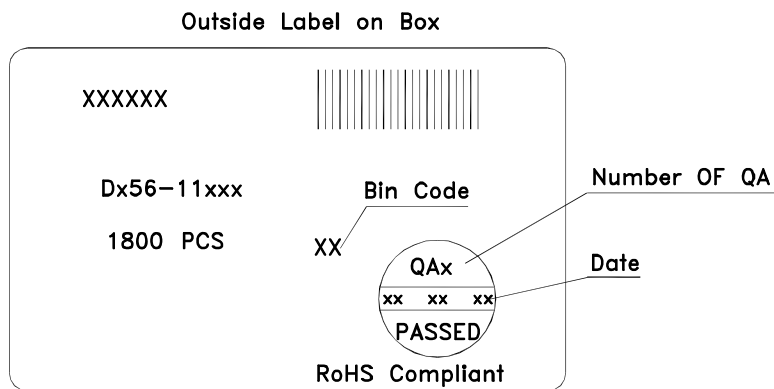 Outside Label on Box
XXXXXX
Dx56-11xxx
Bin Code
Number OF QA
1800 PCS
XX
QAx
Date
xx xx xx
PASSED
RoHS Compliant